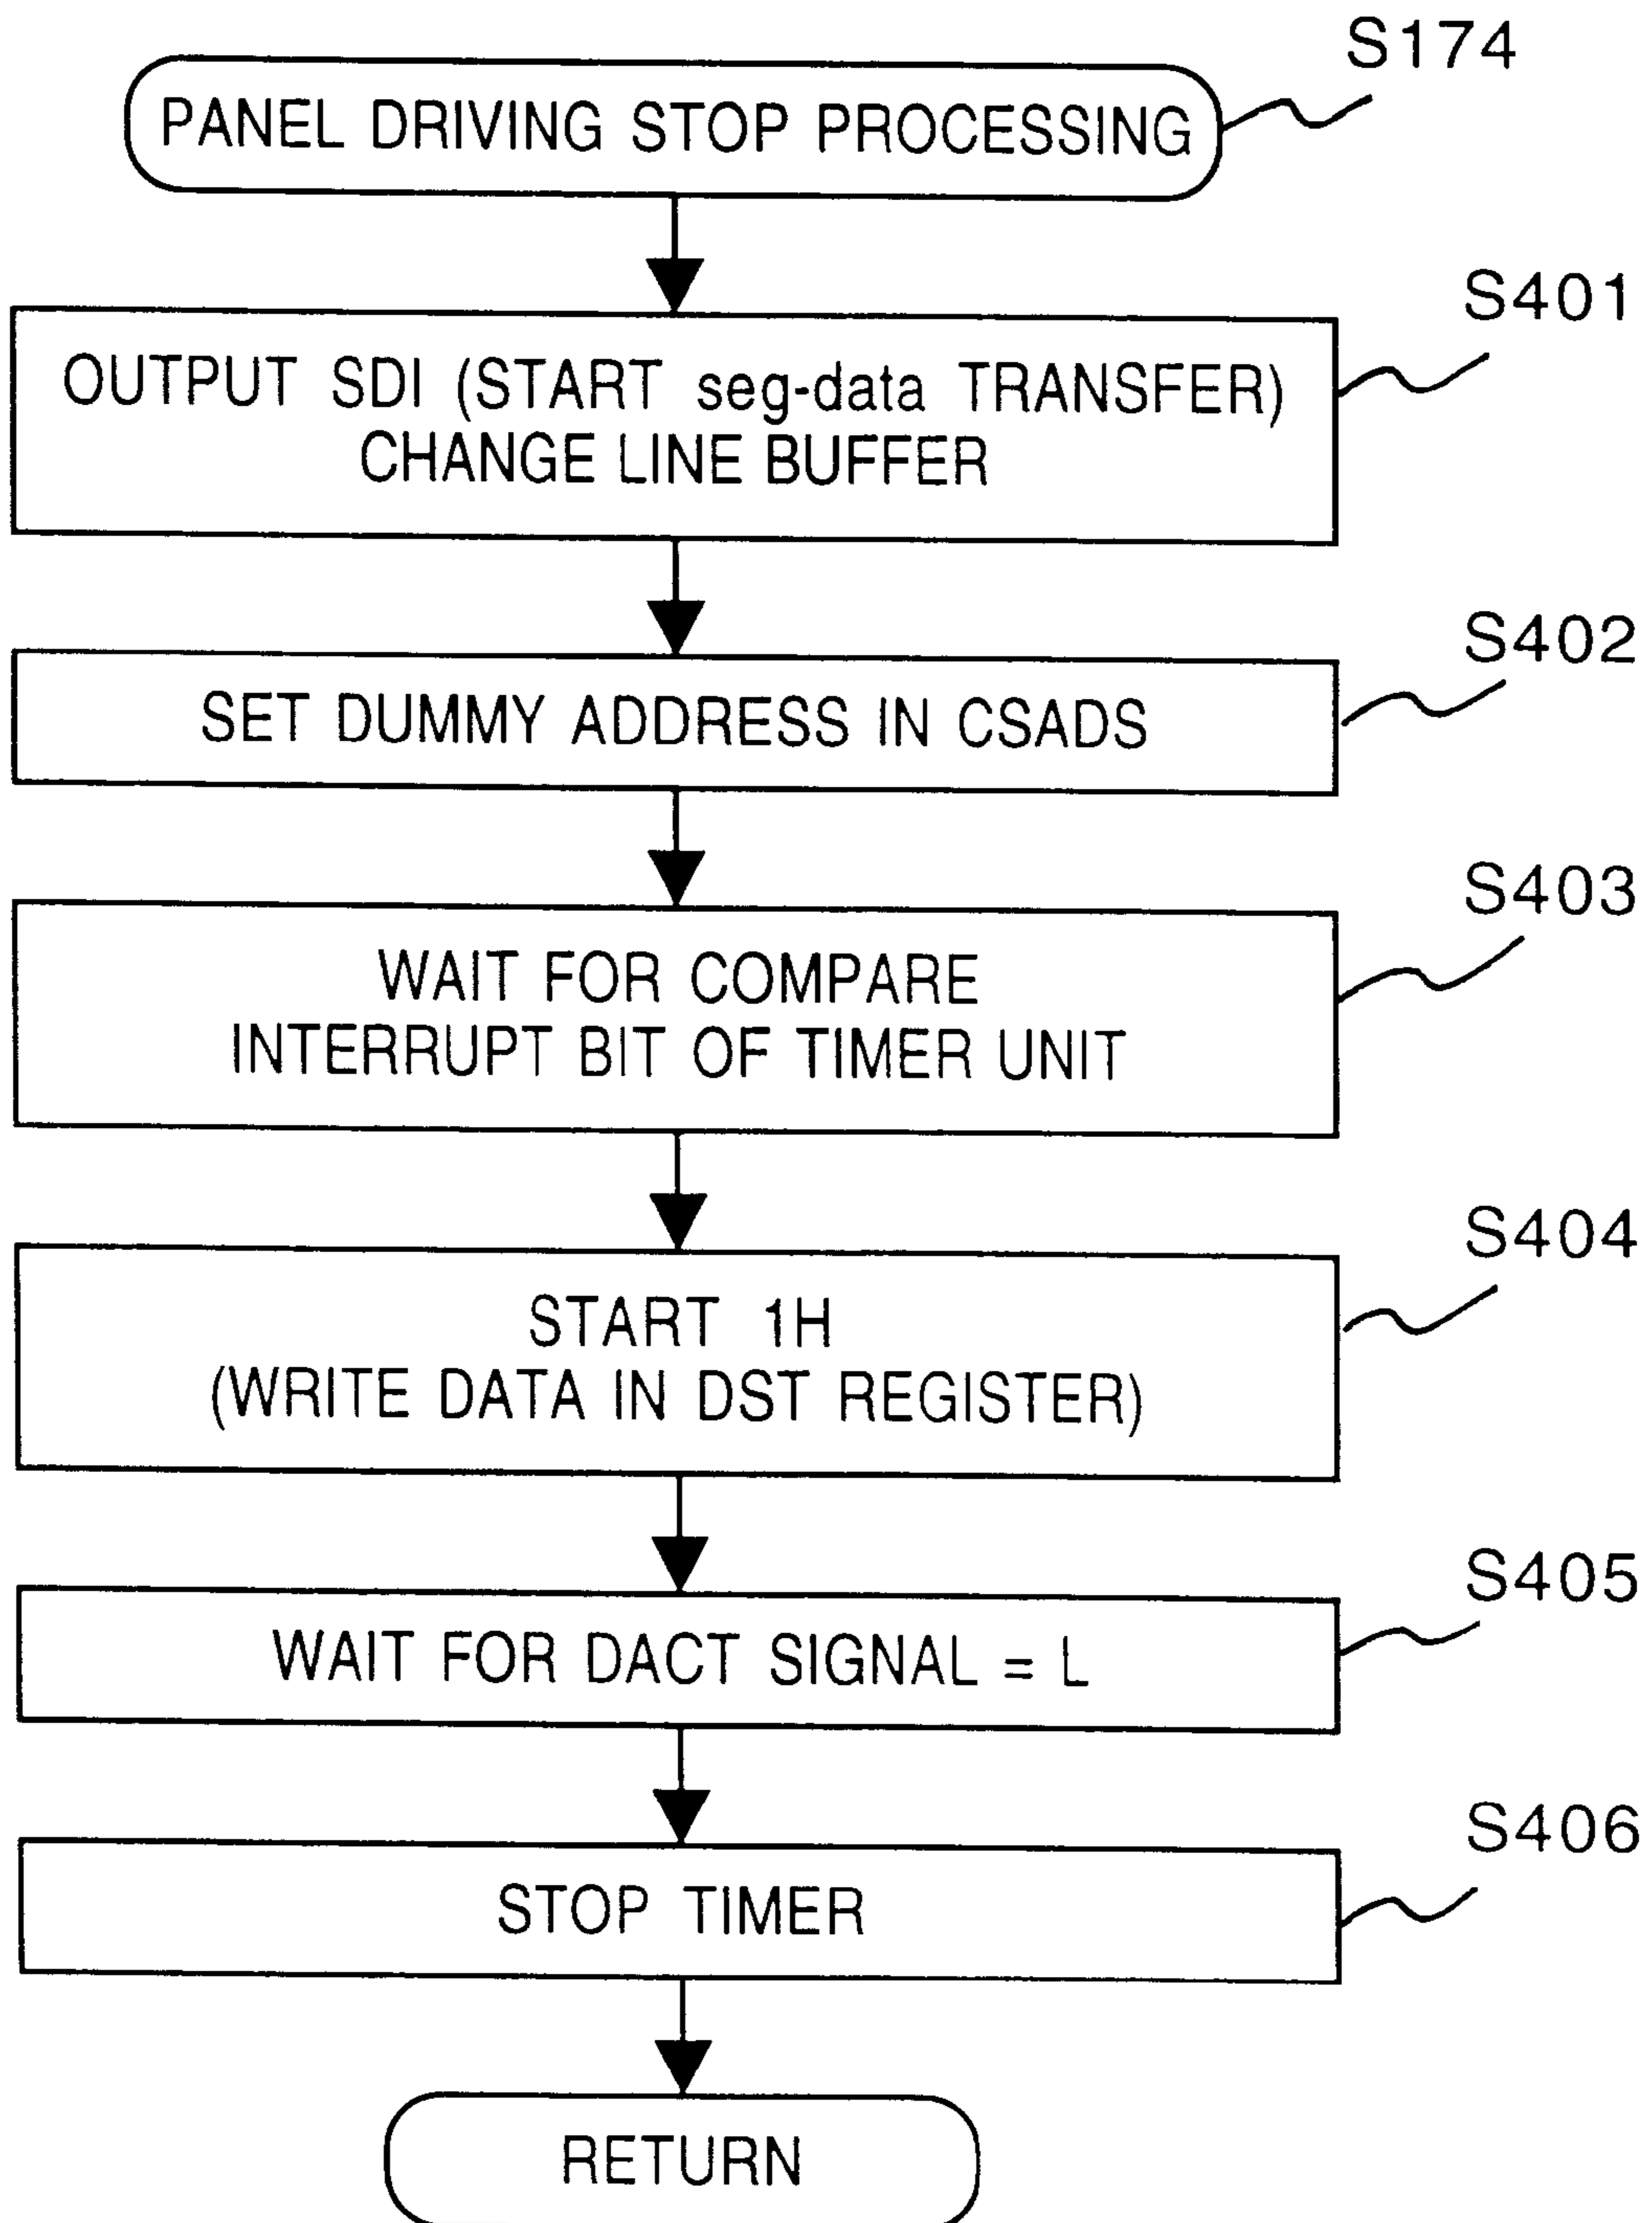 S174
PANEL DRIVING STOP PROCESSING
S401
OUTPUT SDI (START seg-data TRANSFER)
CHANGE LINE BUFFER
S402
SET DUMMY ADDRESS IN CSADS
S403
WAIT FOR COMPARE
INTERRUPT BIT OF TIMER UNIT
S404
START 1H
(WRITE DATA IN DST REGISTER)
S405
WAIT FOR DACT SIGNAL = L
S406
STOP TIMER
RETURN